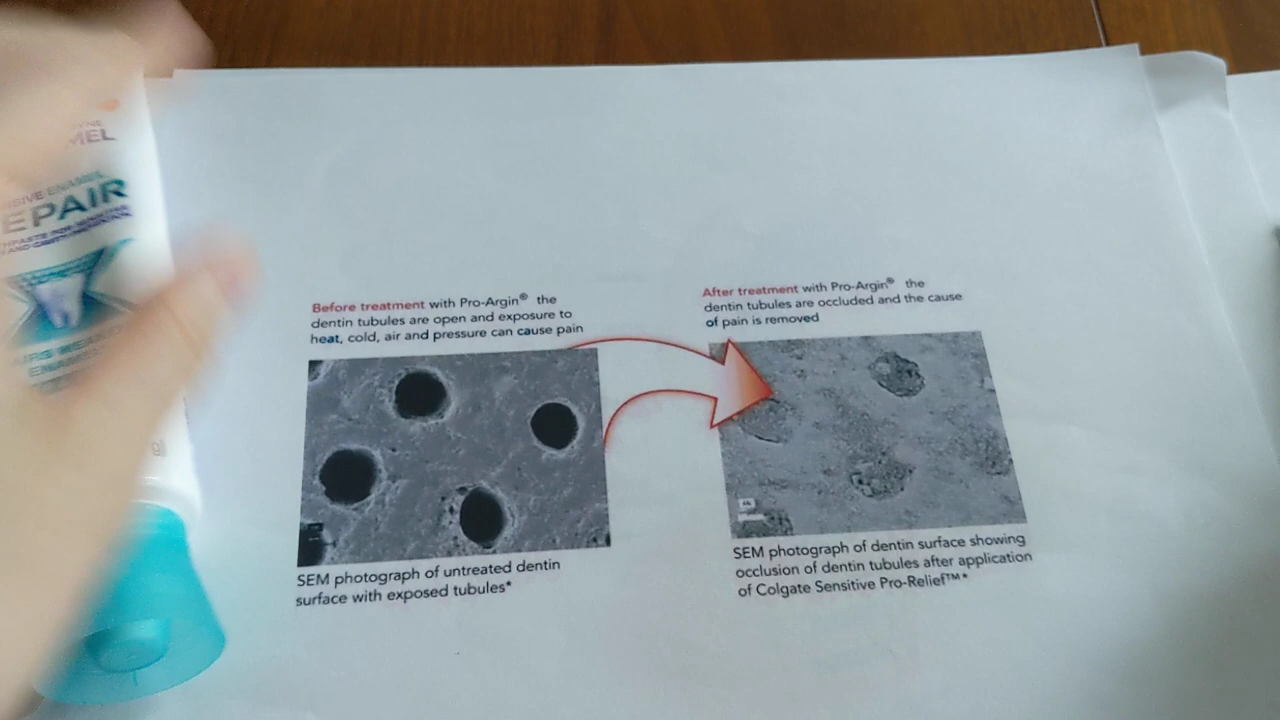 MEL
SIVE ENAMEL
EPAIR
Before treatment with Pro-Argin® the
dentin tubules are open and exposure to
heat, cold, air and pressure can cause pain
After treatment with Pro-Argin® the
dentin tubules are occluded and the cause
of pain is removed
SEM photograph of untreated dentin
surface with exposed tubules*
SEM photograph of dentin surface showing
occlusion of dentin tubules after application
of Colgate Sensitive Pro-Relief™*